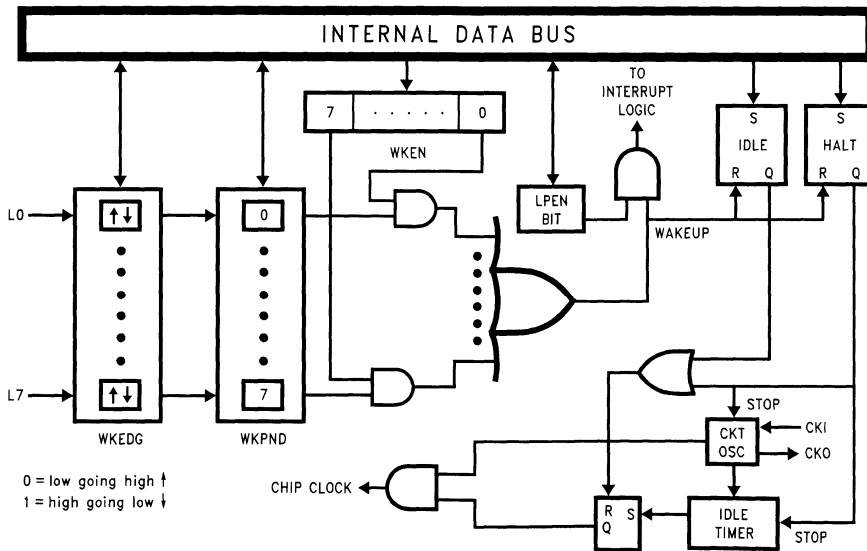 INTERNAL DATA BUS
TO
INTERRUPT
LOGIC
7 · · · · · 0
WKEN
S
IDLE
R Q
S
HALT
R Q
L0
↑↓
0
LPEN
BIT
WAKEUP
L7
↑↓
7
WKEDG
WKPND
STOP
CKT
OSC
CKI
CKO
0 = low going high ↑
1 = high going low ↓
CHIP CLOCK
R S
Q
IDLE
TIMER
STOP